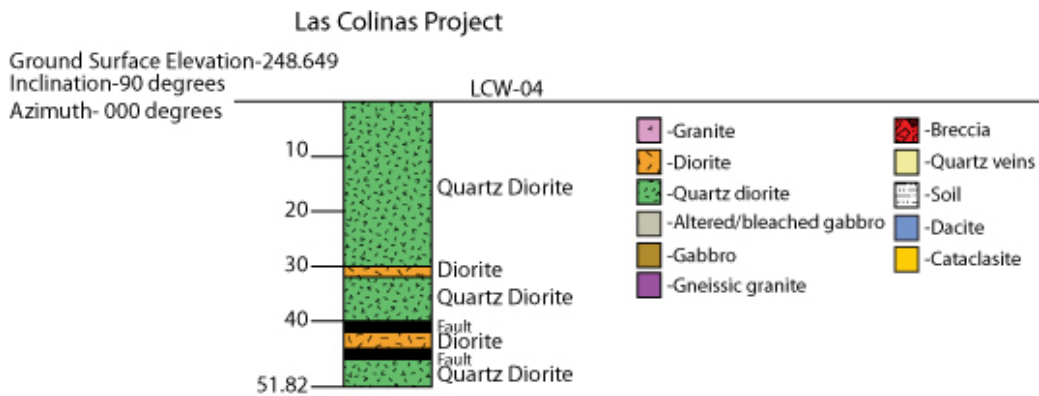 Las Colinas Project
Ground Surface Elevation-248.649
Inclination-90 degrees
Azimuth- 000 degrees
LCW-04
10
20
30
40
51.82
Quartz Diorite
Diorite
Quartz Diorite
Fault
Diorite
Fault
Quartz Diorite
-Granite
-Diorite
-Quartz diorite
-Altered/bleached gabbro
-Gabbro
-Gneissic granite
-Breccia
-Quartz veins
-Soil
-Dacite
-Cataclasite